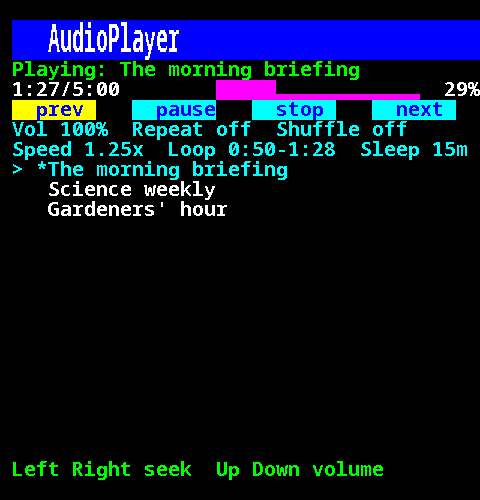 AudioPlayer
Playing: The morning briefing
1:27/5:00 29%
prev pause stop next
Vol 100% Repeat off Shuffle off
Speed 1.25x Loop 0:50-1:28 Sleep 15m
> *The morning briefing
Science weekly
Gardeners' hour
Left Right seek Up Down volume